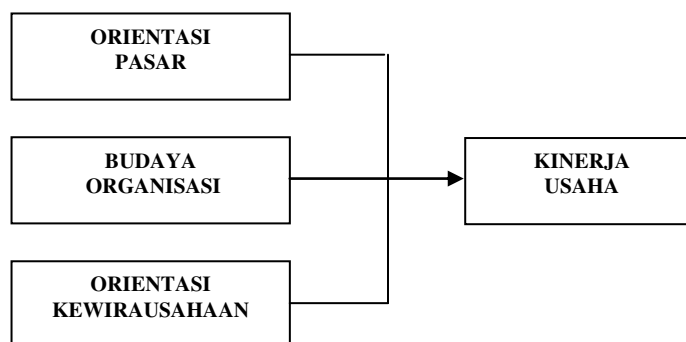 ORIENTASI
PASAR
BUDAYA
ORGANISASI
KINERJA
USAHA
ORIENTASI
KEWIRAUSAHAAN